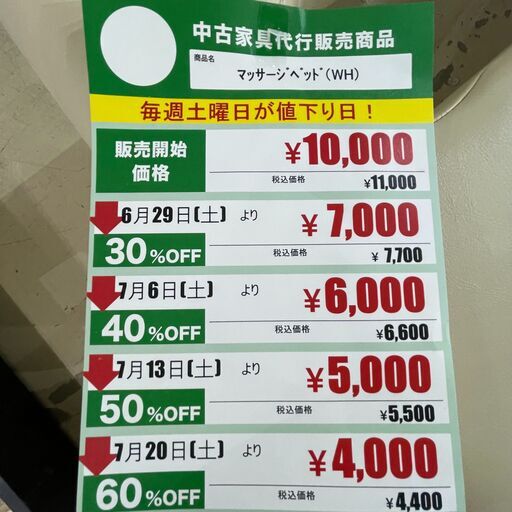 中古家具代行販売商品
商品名
マッサージベッド(WH)
毎週土曜日が値下り日!
販売開始
価格
¥10,000
税込価格 ¥11,000
6月29日(土) より ¥7,000
30%OFF 税込価格 ¥7,700
7月6日(土) より ¥6,000
40%OFF 税込価格 ¥6,600
7月13日(土) より ¥5,000
50%OFF 税込価格 ¥5,500
7月20日(土) より ¥4,000
60%OFF 税込価格 ¥4,400